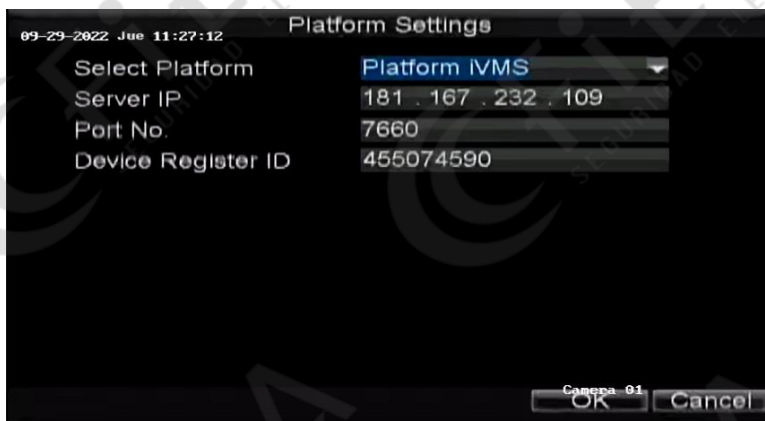 Platform Settings
09-29-2022 Jue 11:27:12
Select Platform Platform iVMS
Server IP 181 . 167 . 232 . 109
Port No. 7660
Device Register ID 455074590
Camera 01
OK Cancel